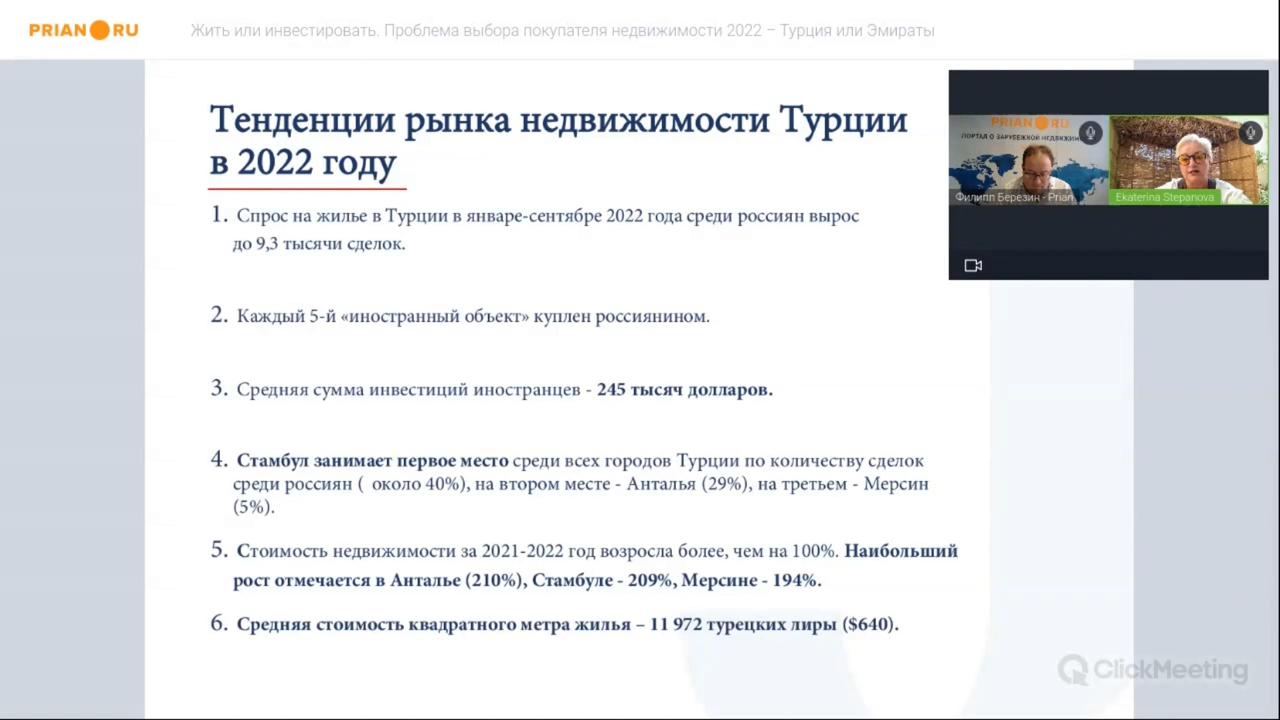 PRIAN RU
Жить или инвестировать. Проблема выбора покупателя недвижимости 2022 – Турция или Эмираты
Тенденции рынка недвижимости Турции
в 2022 году
1. Спрос на жилье в Турции в январе-сентябре 2022 года среди россиян вырос
до 9,3 тысячи сделок.
2. Каждый 5-й «иностранный объект» куплен россиянином.
3. Средняя сумма инвестиций иностранцев - 245 тысяч долларов.
4. Стамбул занимает первое место среди всех городов Турции по количеству сделок
среди россиян ( около 40%), на втором месте - Анталья (29%), на третьем - Мерсин
(5%).
5. Стоимость недвижимости за 2021-2022 год возросла более, чем на 100%. Наибольший
рост отмечается в Анталье (210%), Стамбуле - 209%, Мерсине - 194%.
6. Средняя стоимость квадратного метра жилья – 11 972 турецких лиры ($640).
PRIAN RU
ПОРТАЛ О ЗАРУБЕЖНОЙ
Филипп Березин - Prian
Ekaterina Stepanova
ClickMeeting